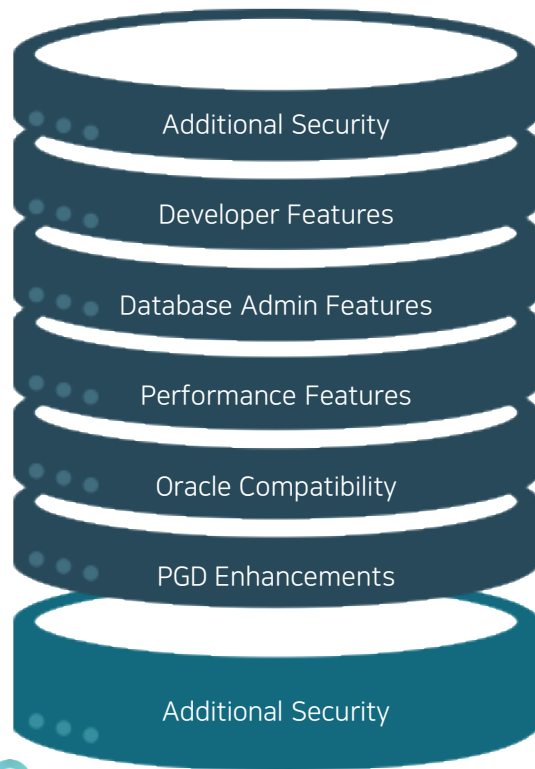 Additional Security
Developer Features
Database Admin Features
Performance Features
Oracle Compatibility
PGD Enhancements
Additional Security